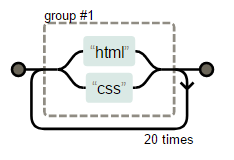 group #1
“html”
“css”
20 times